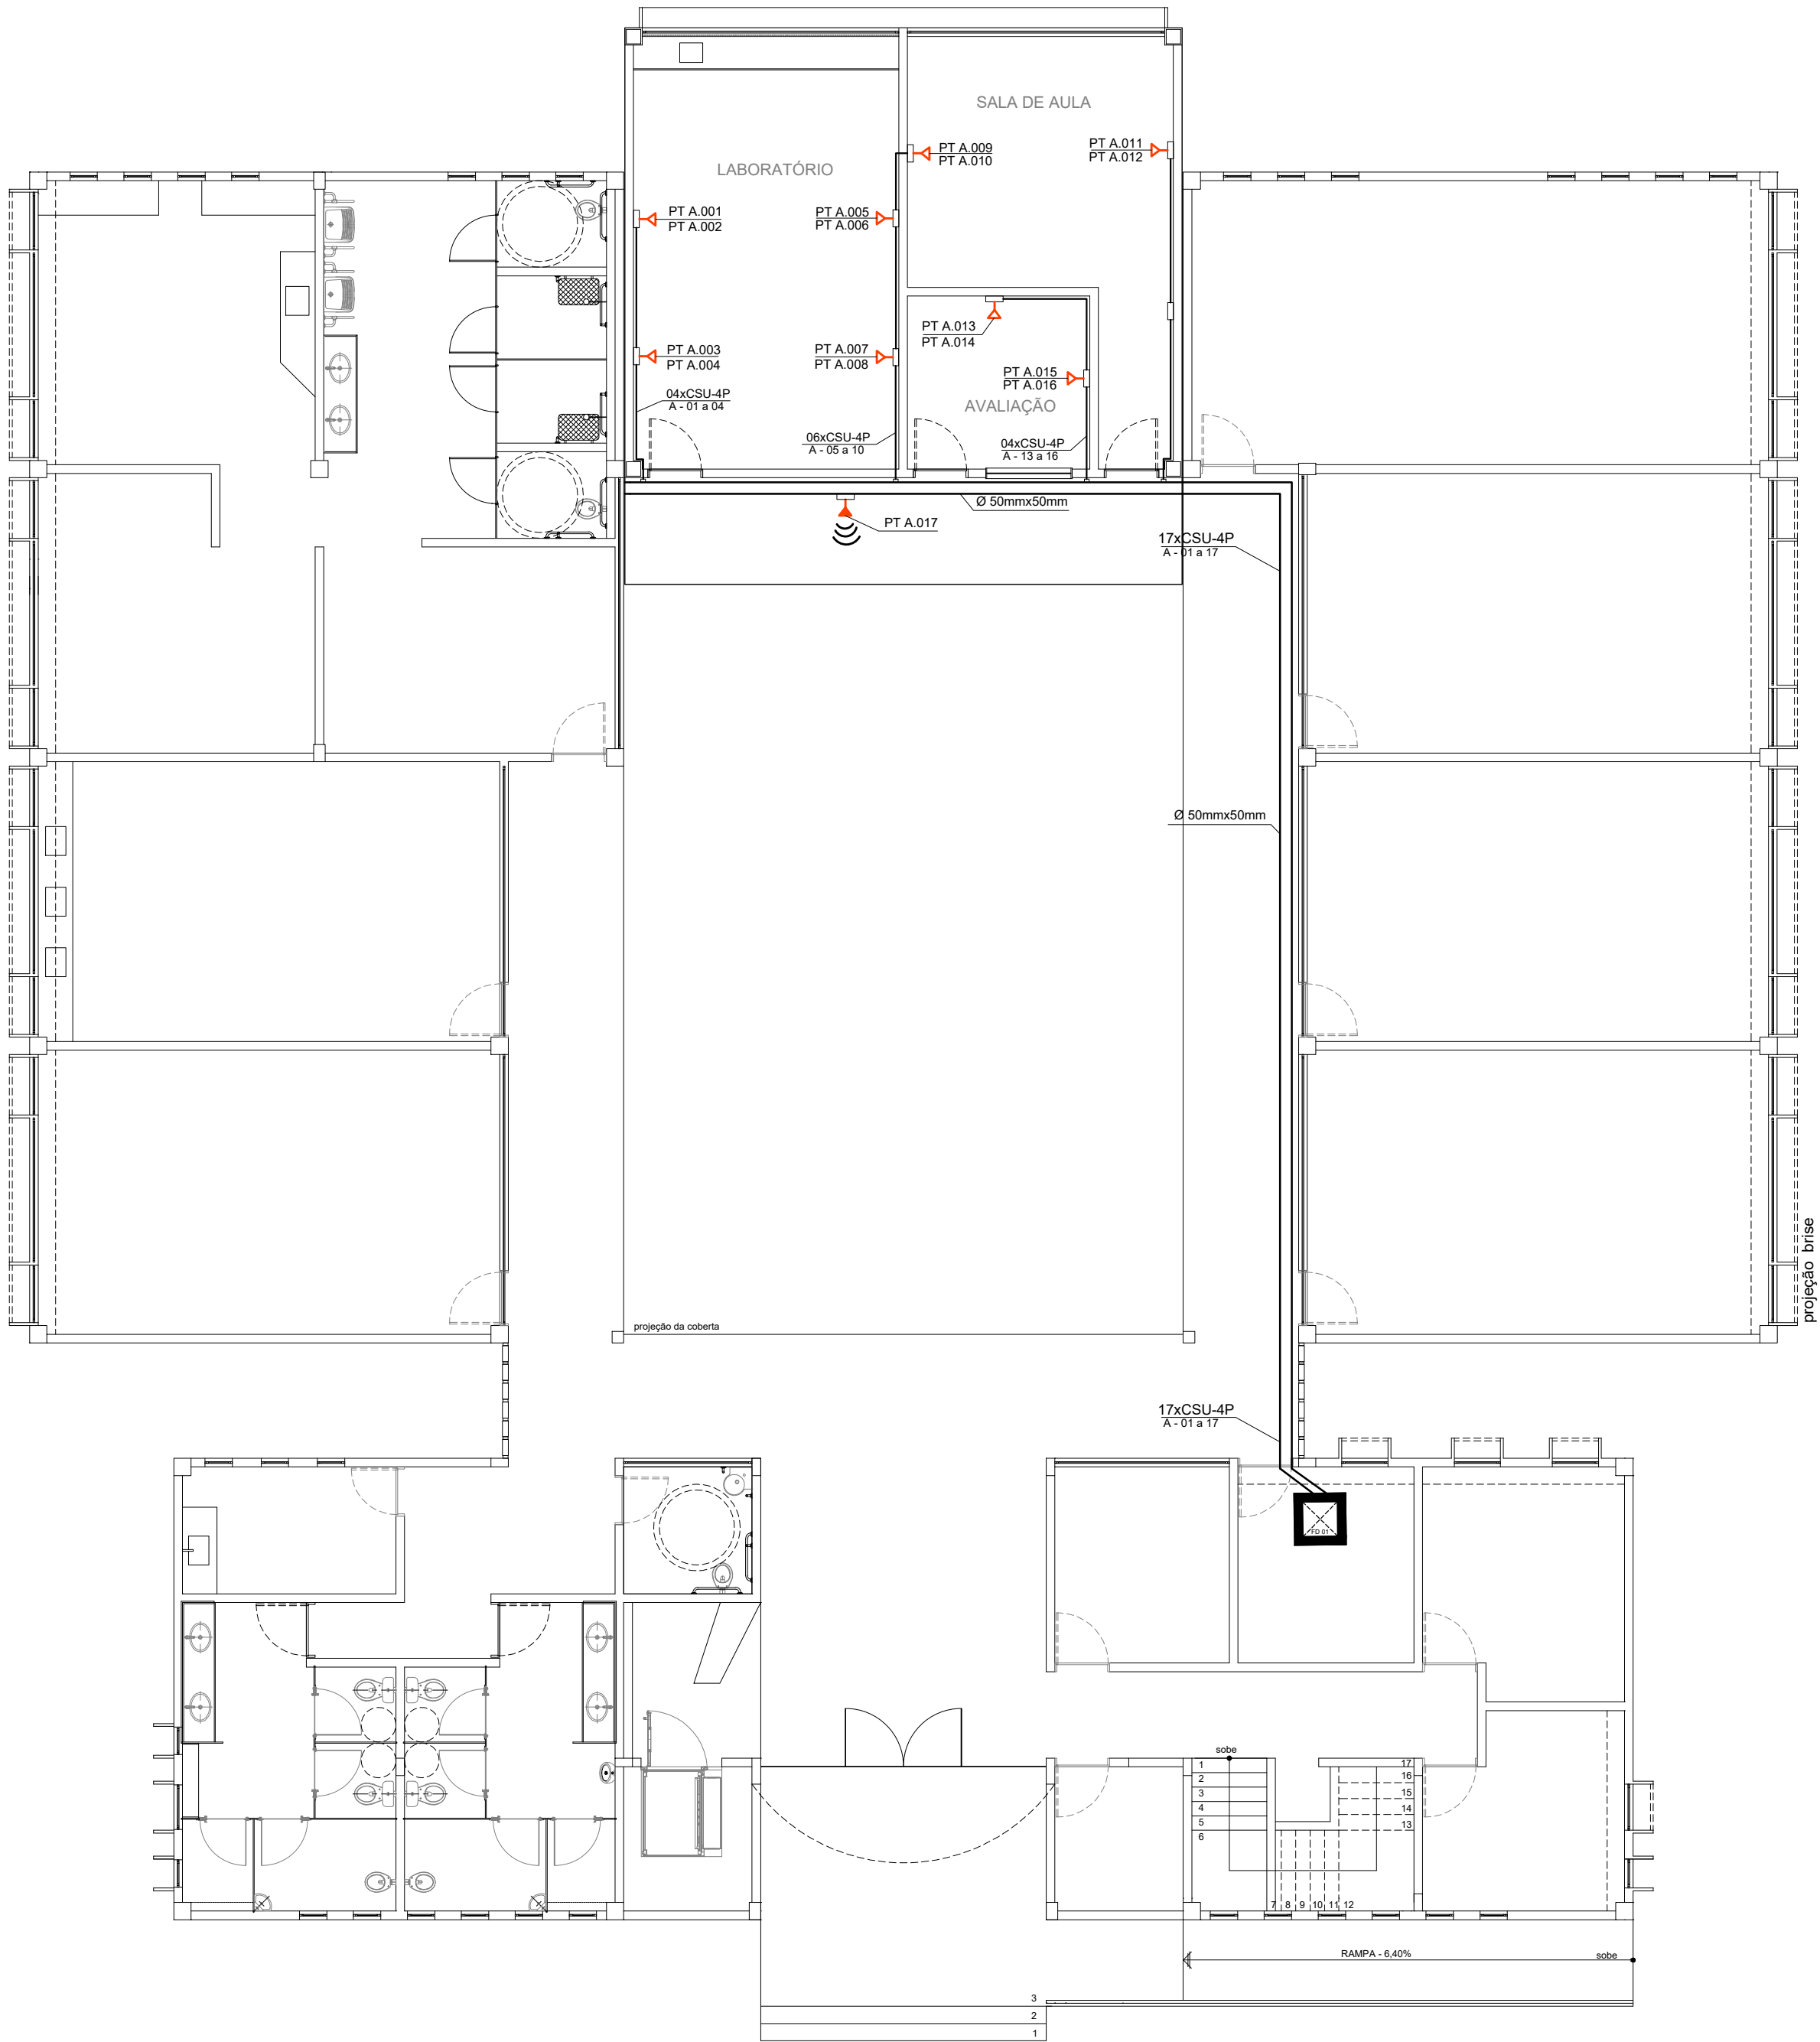 SALA DE AULA
LABORATÓRIO
PT A.009
PT A.010
PT A.011
PT A.012
PT A.001
PT A.002
PT A.005
PT A.006
PT A.013
PT A.014
PT A.003
PT A.004
PT A.007
PT A.008
PT A.015
PT A.016
AVALIAÇÃO
04xCSU-4P
A - 01 a 04
06xCSU-4P
A - 05 a 10
04xCSU-4P
A - 13 a 16
Ø 50mmx50mm
PT A.017
17xCSU-4P
A - 01 a 17
Ø 50mmx50mm
projeção brise
projeção da coberta
17xCSU-4P
A - 01 a 17
FD 01
sobe
1
2
3
4
5
6
17
16
15
14
13
7 8 9 10 11 12
RAMPA - 6,40%
sobe
3
2
1